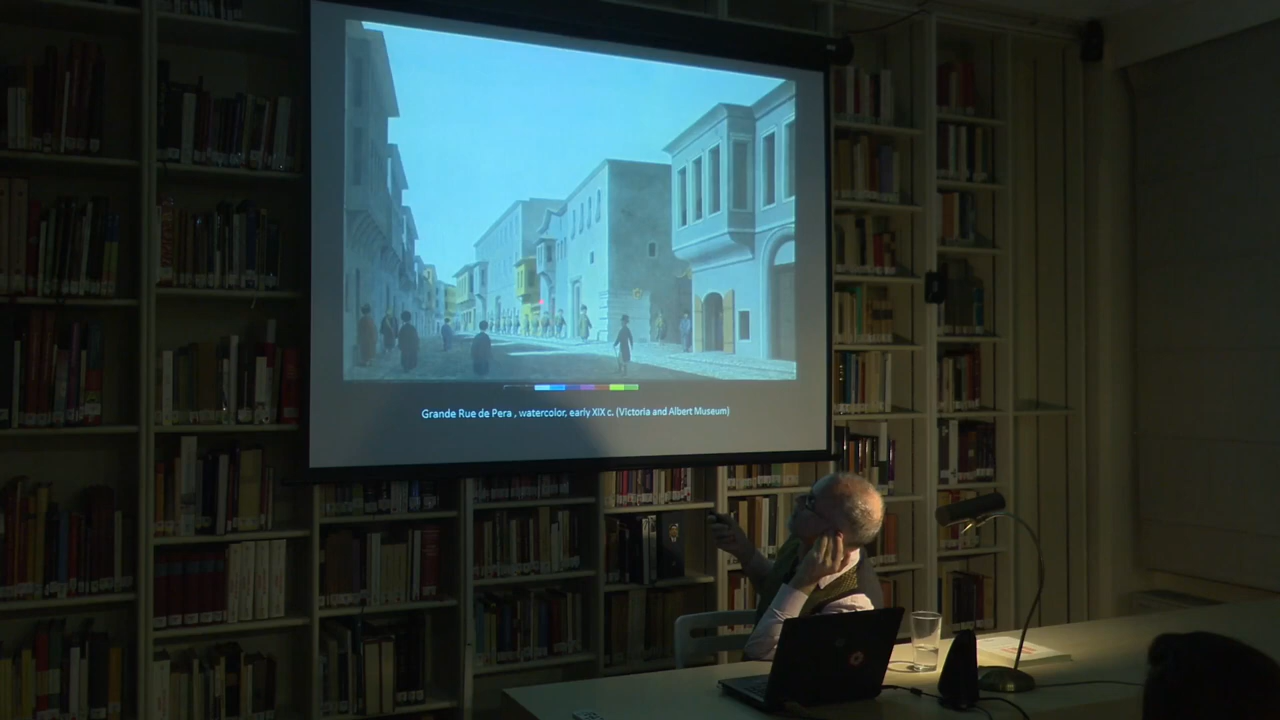 Grande Rue de Pera , watercolor, early XIX c. (Victoria and Albert Museum)